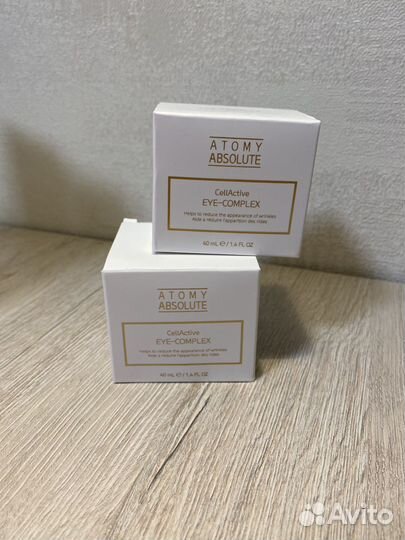 ATOMY
ABSOLUTE
CellActive
EYE-COMPLEX
Helps to reduce the appearance of wrinkles
Aide à réduire l'apparition des rides
40 mL ℮ / 1.4 FL OZ
ATOMY
ABSOLUTE
CellActive
EYE-COMPLEX
Helps to reduce the appearance of wrinkles
Aide à réduire l'apparition des rides
40 mL ℮ / 1.4 FL OZ
Avito